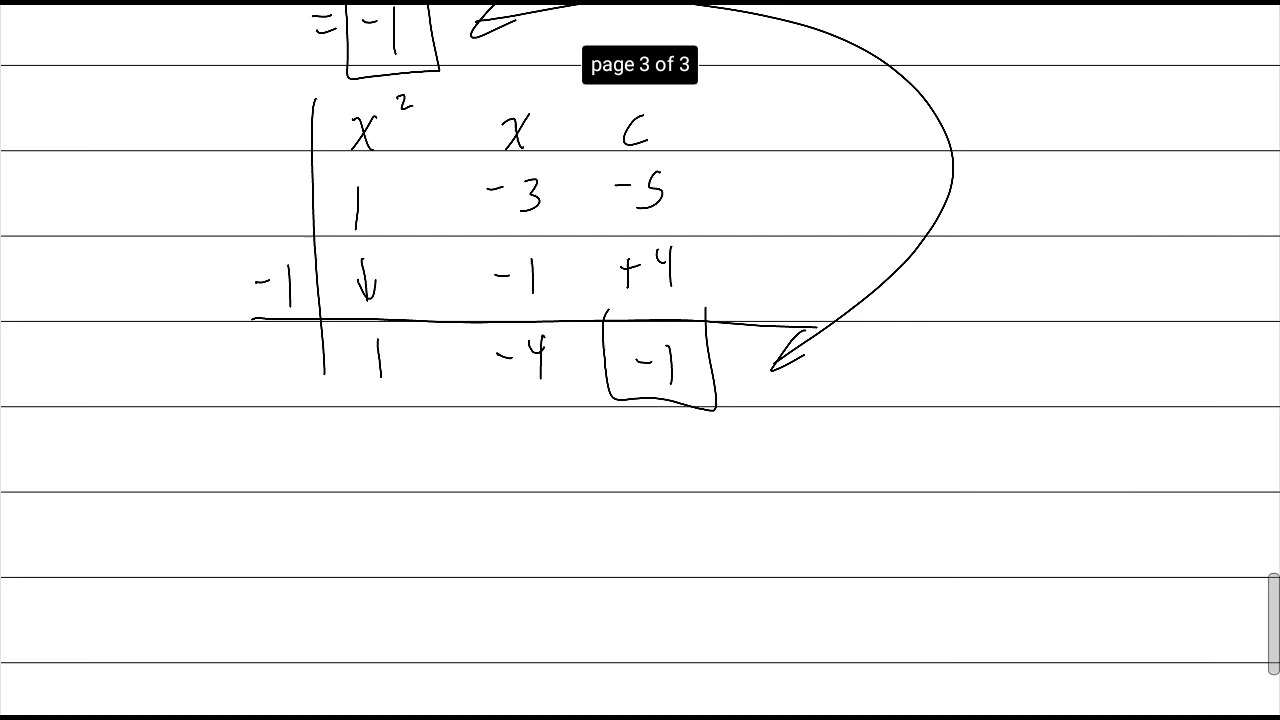 = -1
page 3 of 3
x² x c
1 -3 -5
-1 ↓ -1 +4
1 -4 -1